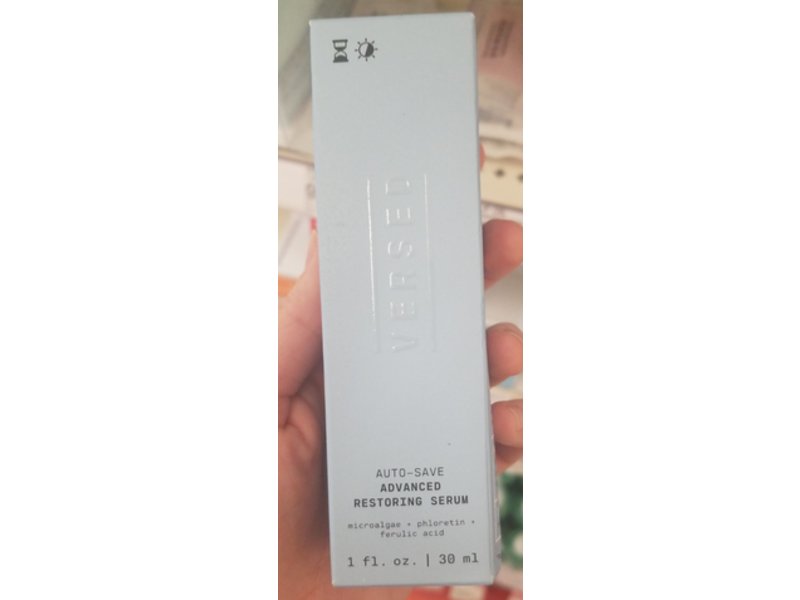 VERSED
AUTO-SAVE
ADVANCED
RESTORING SERUM
microalgae + phloretin +
ferulic acid
1 fl. oz. | 30 ml